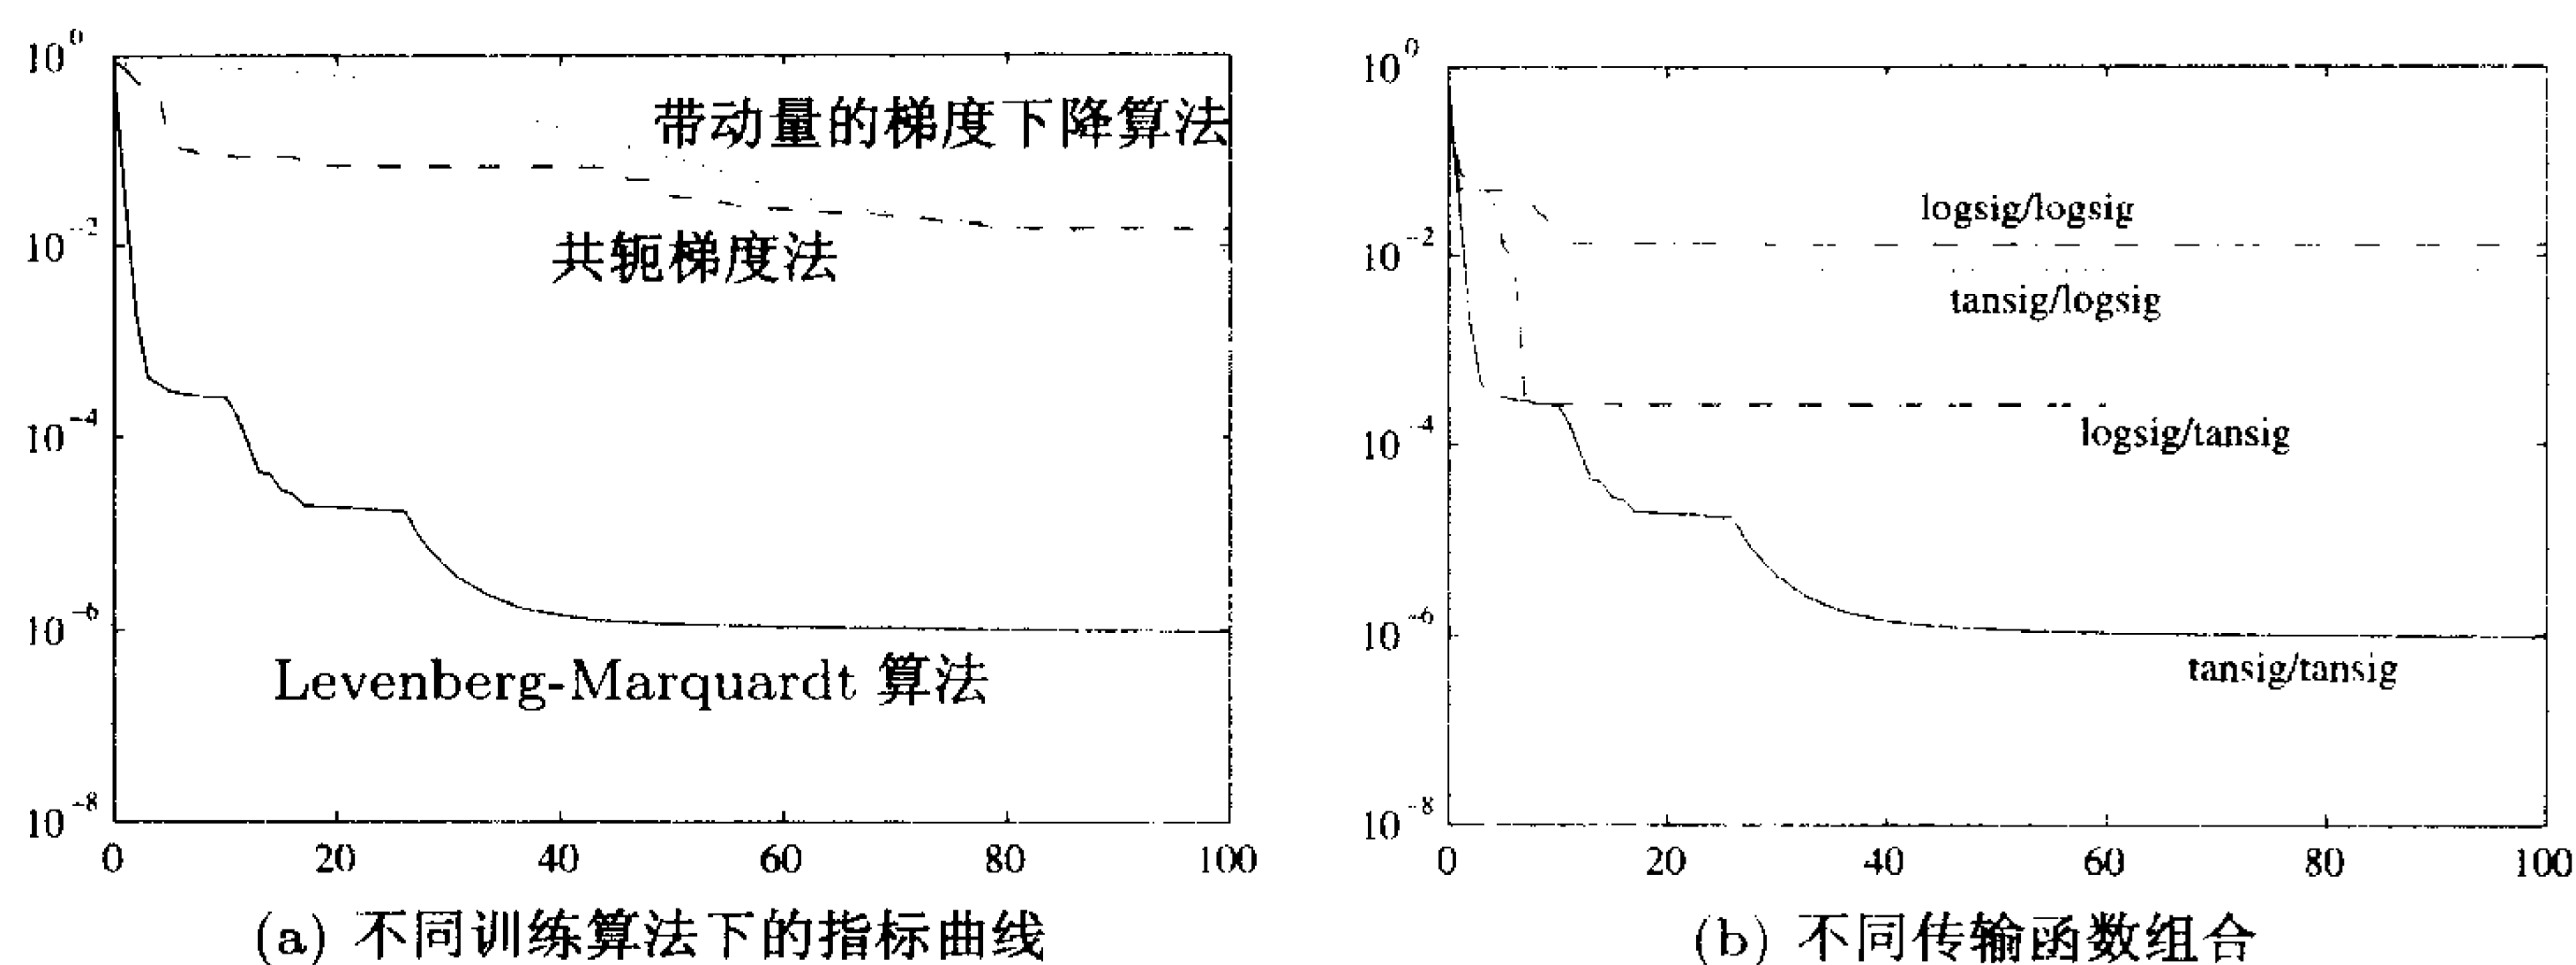 10^0
带动量的梯度下降算法
10^-2
共轭梯度法
10^-4
10^-6
Levenberg-Marquardt 算法
10^-8
0 20 40 60 80 100
(a) 不同训练算法下的指标曲线
10^0
logsig/logsig
10^-2
tansig/logsig
10^-4
logsig/tansig
10^-6
tansig/tansig
10^-8
0 20 40 60 80 100
(b) 不同传输函数组合